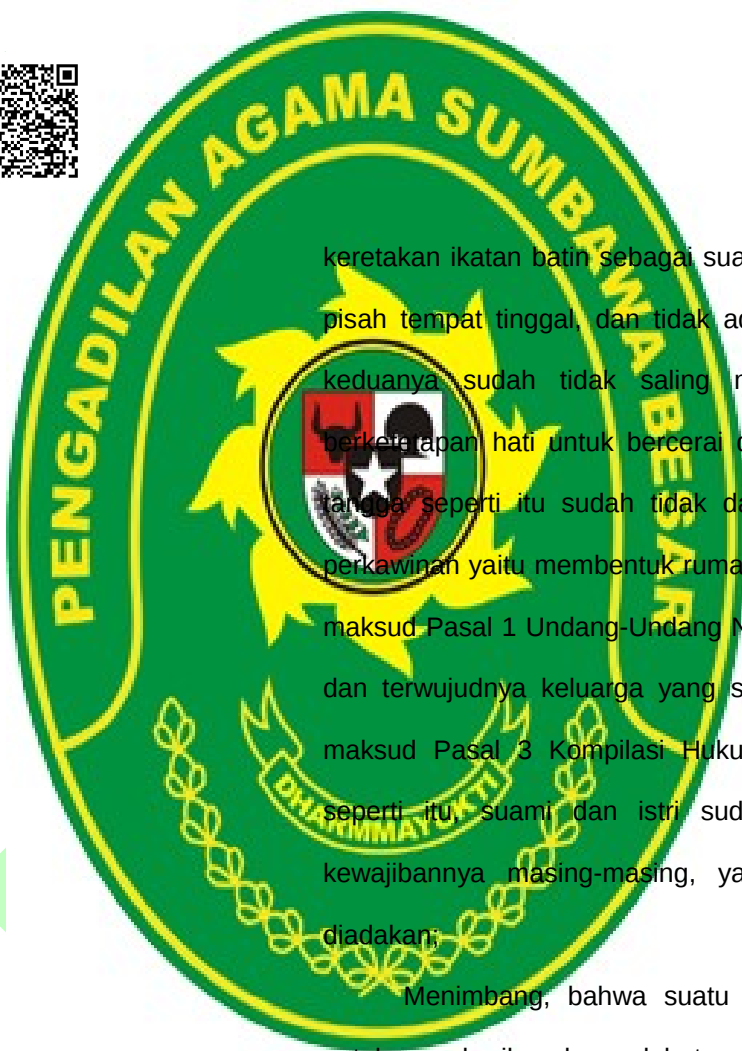 PENGADILAN AGAMA SUMBAWA BESAR
keretakan ikatan batin sebagai sua
pisah tempat tinggal, dan tidak
keduanya sudah tidak saling
berketetapan hati untuk bercerai
tangga seperti itu sudah tidak
perkawinan yaitu membentuk ruma
maksud Pasal 1 Undang-Undang N
dan terwujudnya keluarga yang s
maksud Pasal 3 Kompilasi Huku
seperti itu, suami dan istri sud
kewajibannya masing-masing, ya
diadakan;
Menimbang, bahwa suatu
DHARMMAYUKTI